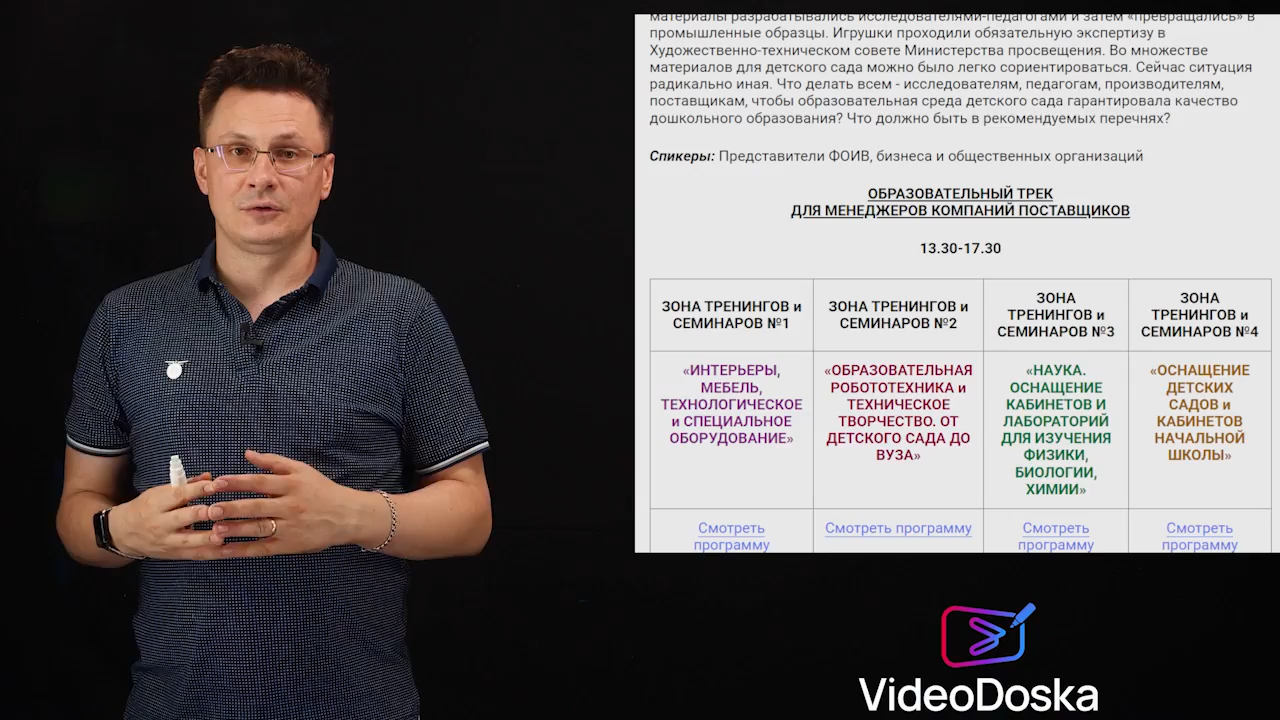 материалы разрабатывались исследователями-педагогами и затем «превращались» в
промышленные образцы. Игрушки проходили обязательную экспертизу в
Художественно-техническом совете Министерства просвещения. Во множестве
материалов для детского сада можно было легко сориентироваться. Сейчас ситуация
радикально иная. Что делать всем - исследователям, педагогам, производителям,
поставщикам, чтобы образовательная среда детского сада гарантировала качество
дошкольного образования? Что должно быть в рекомендуемых перечнях?
Спикеры: Представители ФОИВ, бизнеса и общественных организаций
ОБРАЗОВАТЕЛЬНЫЙ ТРЕК
ДЛЯ МЕНЕДЖЕРОВ КОМПАНИЙ ПОСТАВЩИКОВ
13.30-17.30
ЗОНА ТРЕНИНГОВ и
СЕМИНАРОВ №1
ЗОНА ТРЕНИНГОВ и
СЕМИНАРОВ №2
ЗОНА
ТРЕНИНГОВ и
СЕМИНАРОВ №3
ЗОНА
ТРЕНИНГОВ и
СЕМИНАРОВ №4
«ИНТЕРЬЕРЫ,
МЕБЕЛЬ,
ТЕХНОЛОГИЧЕСКОЕ
и СПЕЦИАЛЬНОЕ
ОБОРУДОВАНИЕ»
«ОБРАЗОВАТЕЛЬНАЯ
РОБОТОТЕХНИКА и
ТЕХНИЧЕСКОЕ
ТВОРЧЕСТВО. ОТ
ДЕТСКОГО САДА ДО
ВУЗА»
«НАУКА.
ОСНАЩЕНИЕ
КАБИНЕТОВ И
ЛАБОРАТОРИЙ
ДЛЯ ИЗУЧЕНИЯ
ФИЗИКИ,
БИОЛОГИИ,
ХИМИИ»
«ОСНАЩЕНИЕ
ДЕТСКИХ
САДОВ и
КАБИНЕТОВ
НАЧАЛЬНОЙ
ШКОЛЫ»
Смотреть
программу
Смотреть программу
Смотреть
программу
Смотреть
программу
VideoDoska